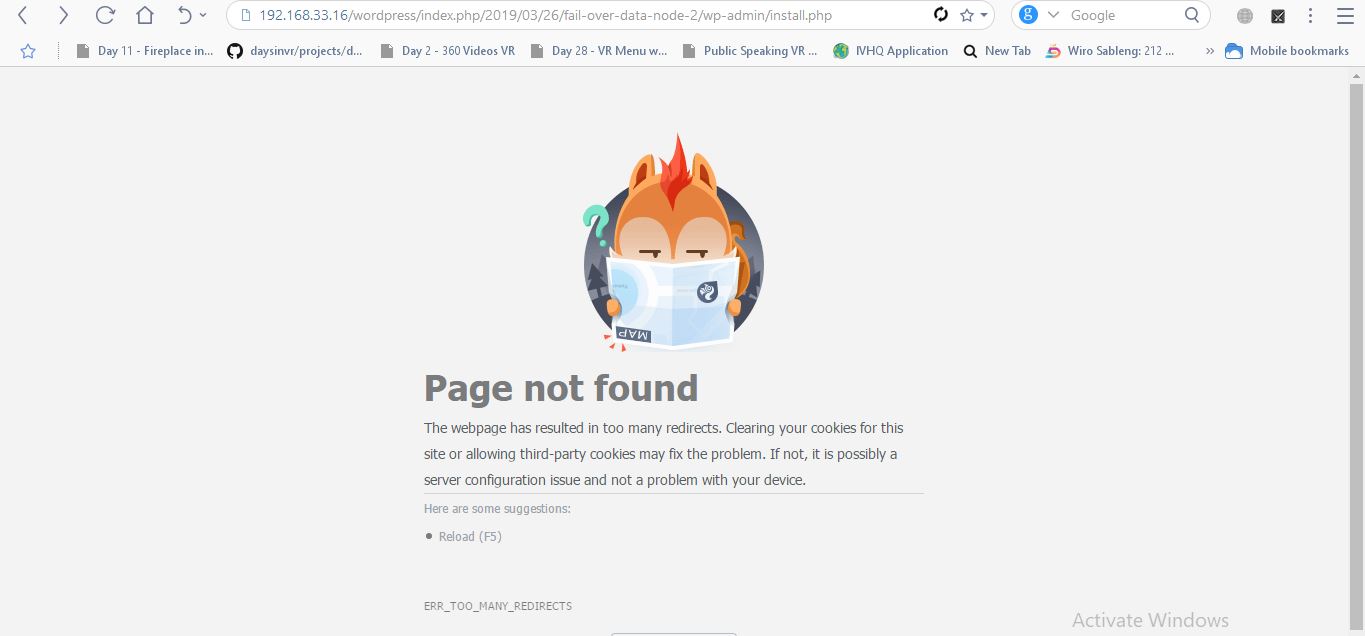 192.168.33.16/wordpress/index.php/2019/03/26/fail-over-data-node-2/wp-admin/install.php
g Google
Day 11 - Fireplace in... daysinvr/projects/d... Day 2 - 360 Videos VR Day 28 - VR Menu w... Public Speaking VR ... IVHQ Application New Tab Wiro Sableng: 212 ... » Mobile bookmarks
?
MAP
Page not found
The webpage has resulted in too many redirects. Clearing your cookies for this
site or allowing third-party cookies may fix the problem. If not, it is possibly a
server configuration issue and not a problem with your device.
Here are some suggestions:
Reload (F5)
ERR_TOO_MANY_REDIRECTS
Activate Windows